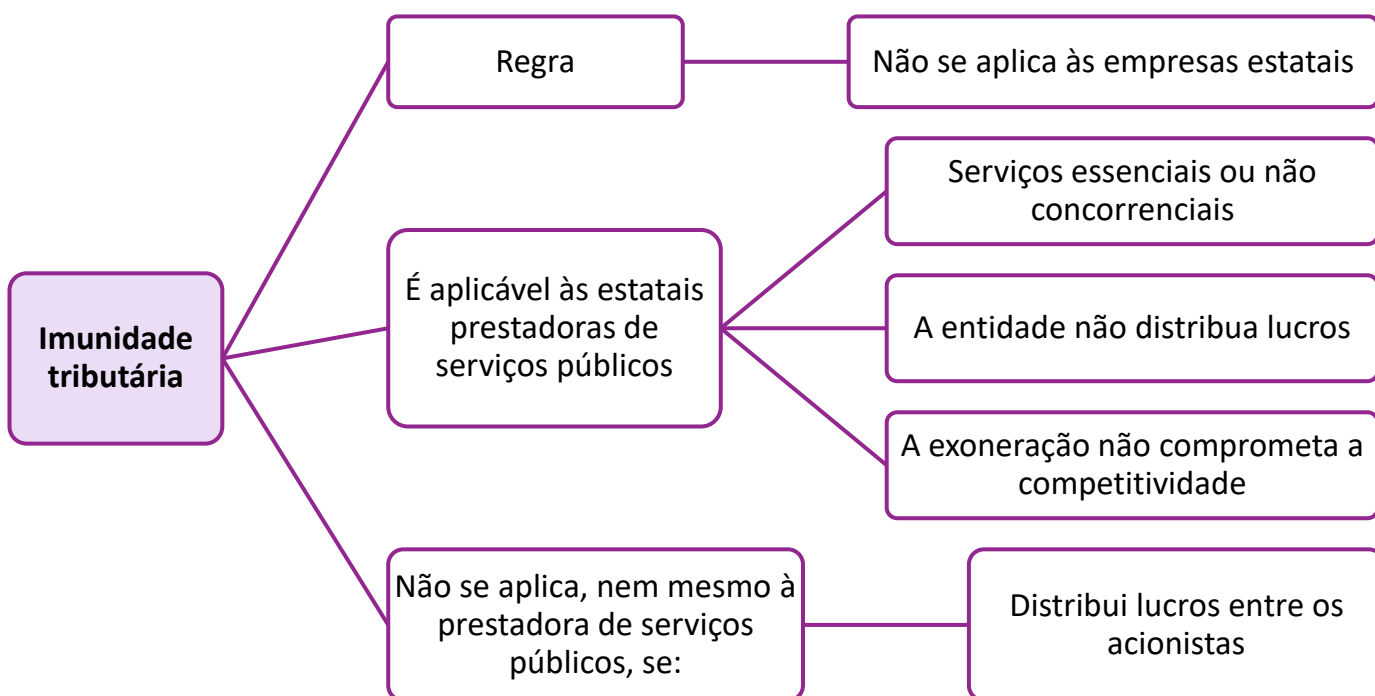 Imunidade
tributária
Regra
Não se aplica às empresas estatais
É aplicável às estatais
prestadoras de
serviços públicos
Serviços essenciais ou não
concorrenciais
A entidade não distribua lucros
A exoneração não comprometa a
competitividade
Não se aplica, nem mesmo à
prestadora de serviços
públicos, se:
Distribui lucros entre os
acionistas